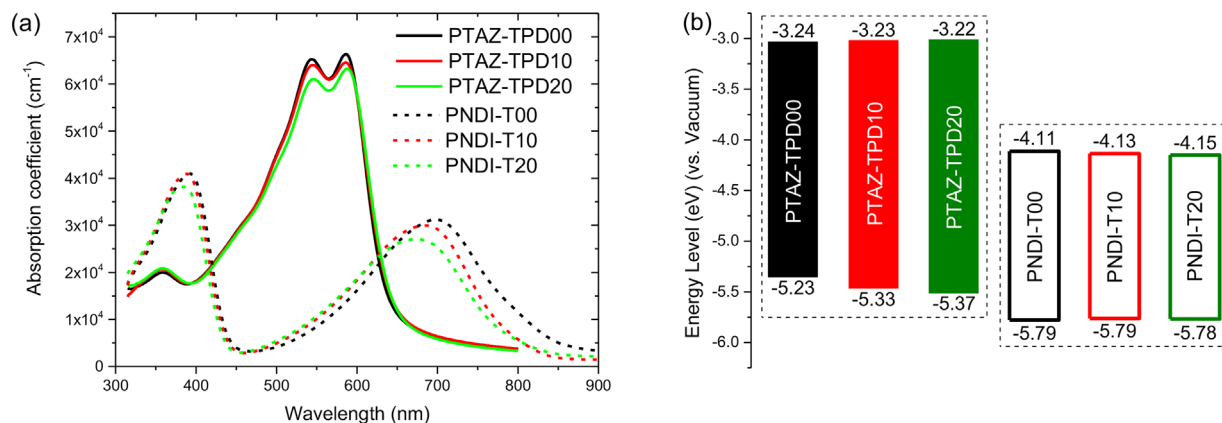 (a)
7x10⁴
6x10⁴
5x10⁴
4x10⁴
3x10⁴
2x10⁴
1x10⁴
0
Absorption coefficient (cm⁻¹)
300 400 500 600 700 800 900
Wavelength (nm)
PTAZ-TPD00
PTAZ-TPD10
PTAZ-TPD20
PNDI-T00
PNDI-T10
PNDI-T20
(b)
Energy Level (eV) (vs. Vacuum)
-3.0
-3.5
-4.0
-4.5
-5.0
-5.5
-6.0
-3.24 -3.23 -3.22
PTAZ-TPD00
PTAZ-TPD10
PTAZ-TPD20
-5.23 -5.33 -5.37
-4.11 -4.13 -4.15
PNDI-T00
PNDI-T10
PNDI-T20
-5.79 -5.79 -5.78